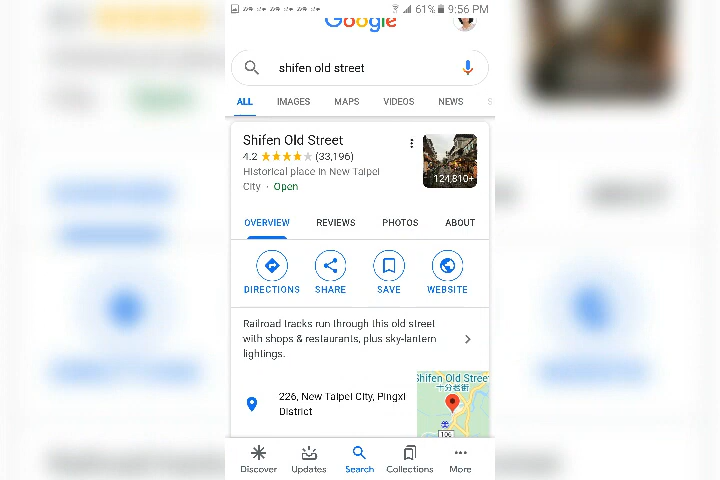 61% 9:56 PM
Google
shifen old street
ALL IMAGES MAPS VIDEOS NEWS S
Shifen Old Street
4.2 (33,196)
Historical place in New Taipei
City · Open
124,810+
OVERVIEW REVIEWS PHOTOS ABOUT
DIRECTIONS SHARE SAVE WEBSITE
Railroad tracks run through this old street
with shops & restaurants, plus sky-lantern
lightings.
226, New Taipei City, Pingxi
District
Shifen Old Street
十分老街
106
Discover Updates Search Collections More